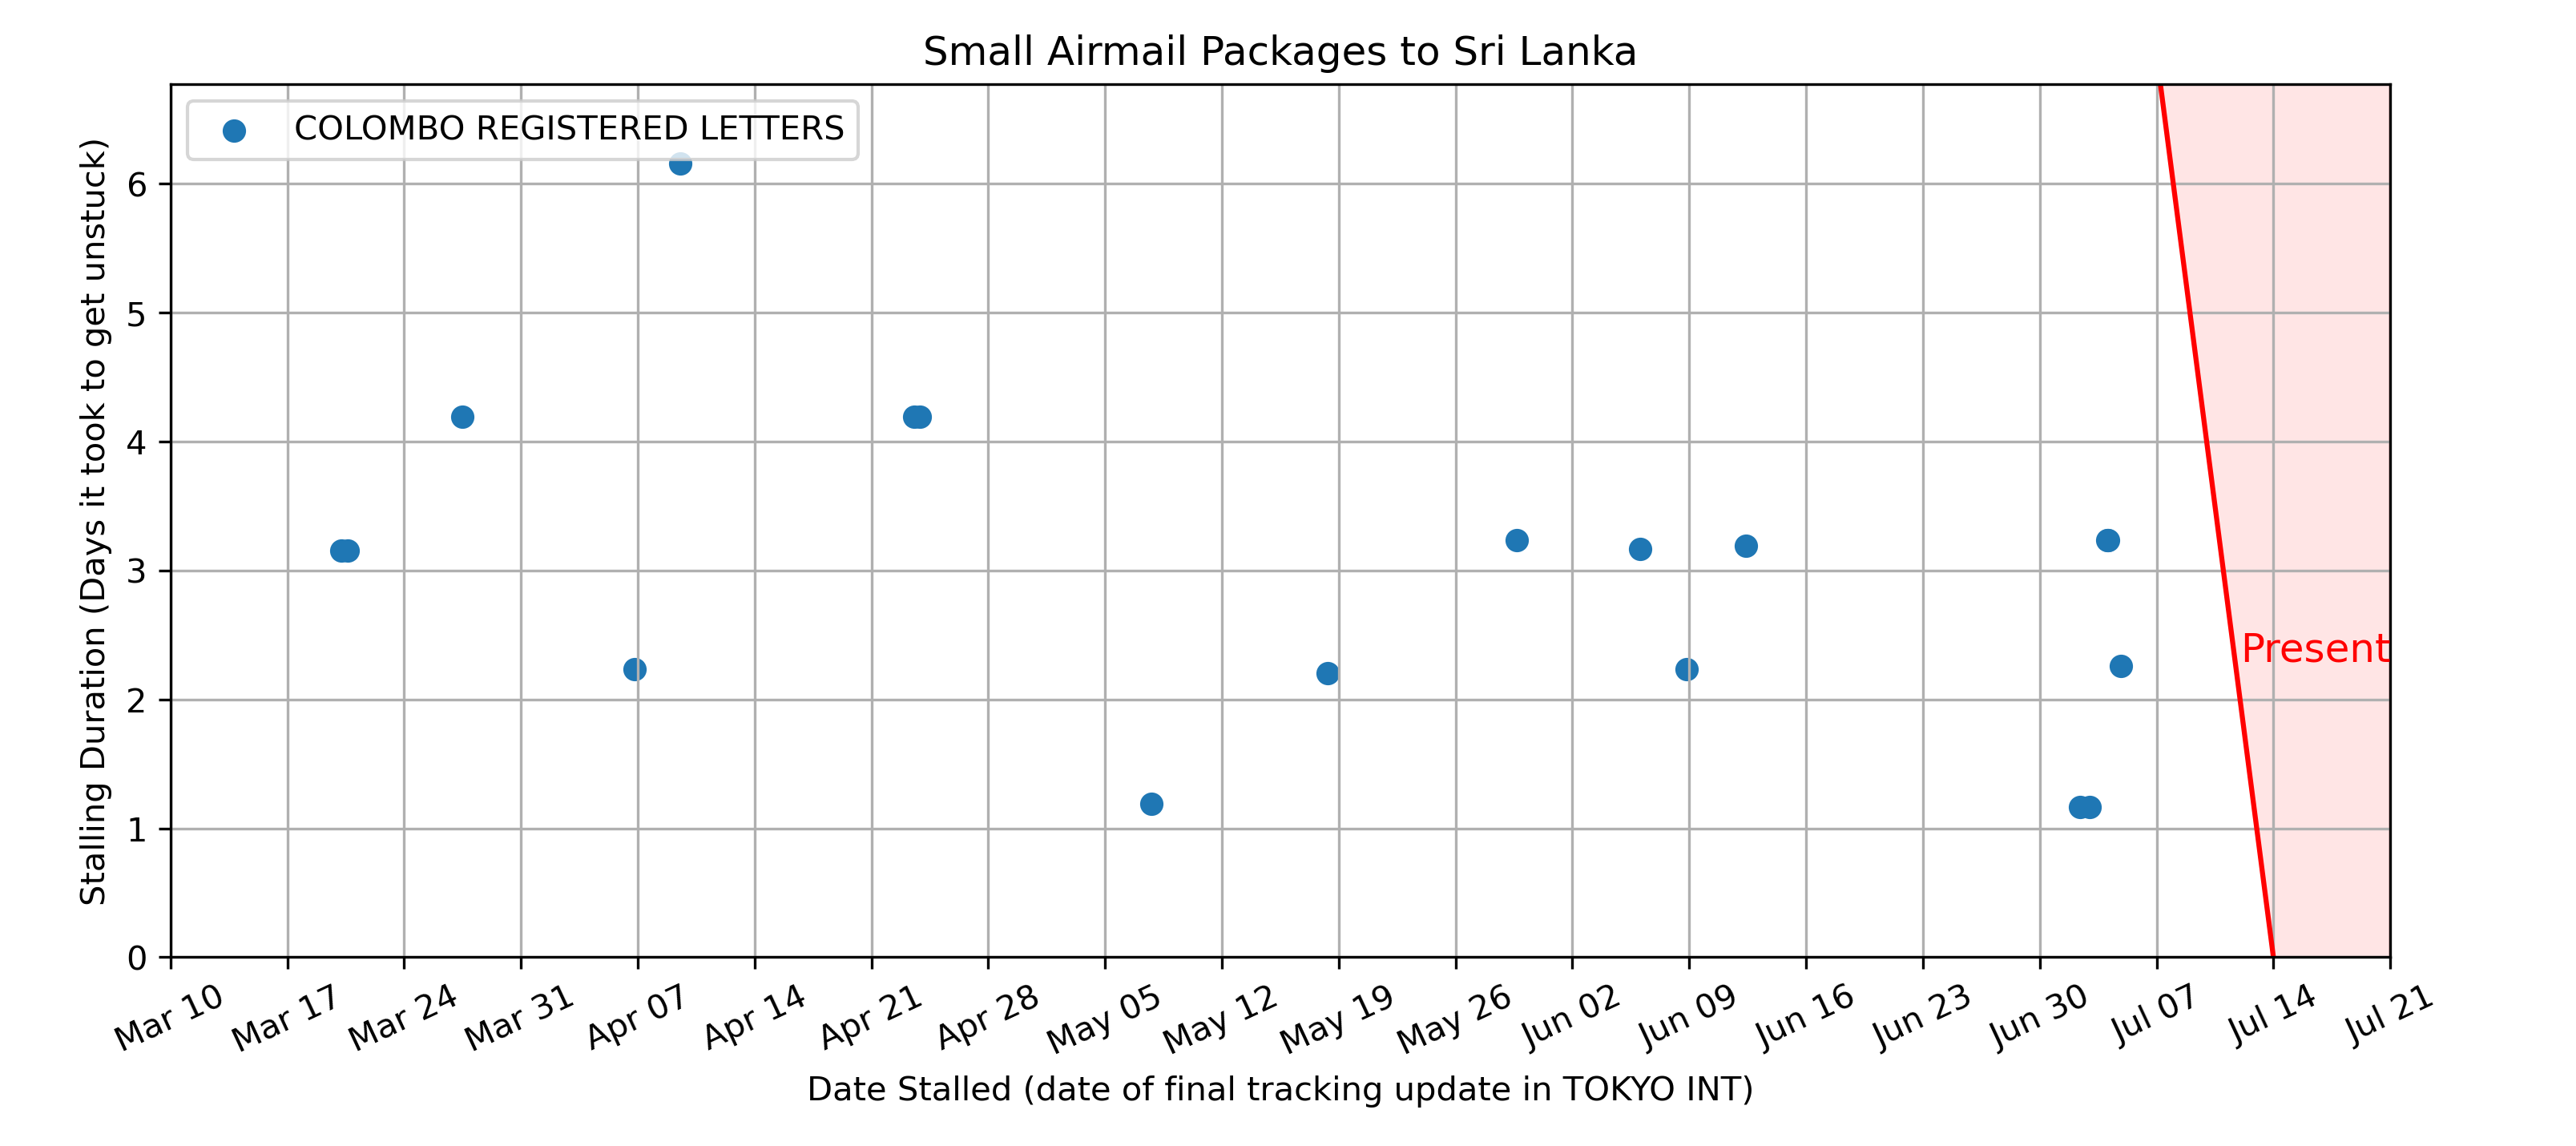 Small Airmail Packages to Sri Lanka
COLOMBO REGISTERED LETTERS
Stalling Duration (Days it took to get unstuck)
6
5
4
3
2
1
0
Present
Mar 10
Mar 17
Mar 24
Mar 31
Apr 07
Apr 14
Apr 21
Apr 28
May 05
May 12
May 19
May 26
Jun 02
Jun 09
Jun 16
Jun 23
Jun 30
Jul 07
Jul 14
Jul 21
Date Stalled (date of final tracking update in TOKYO INT)